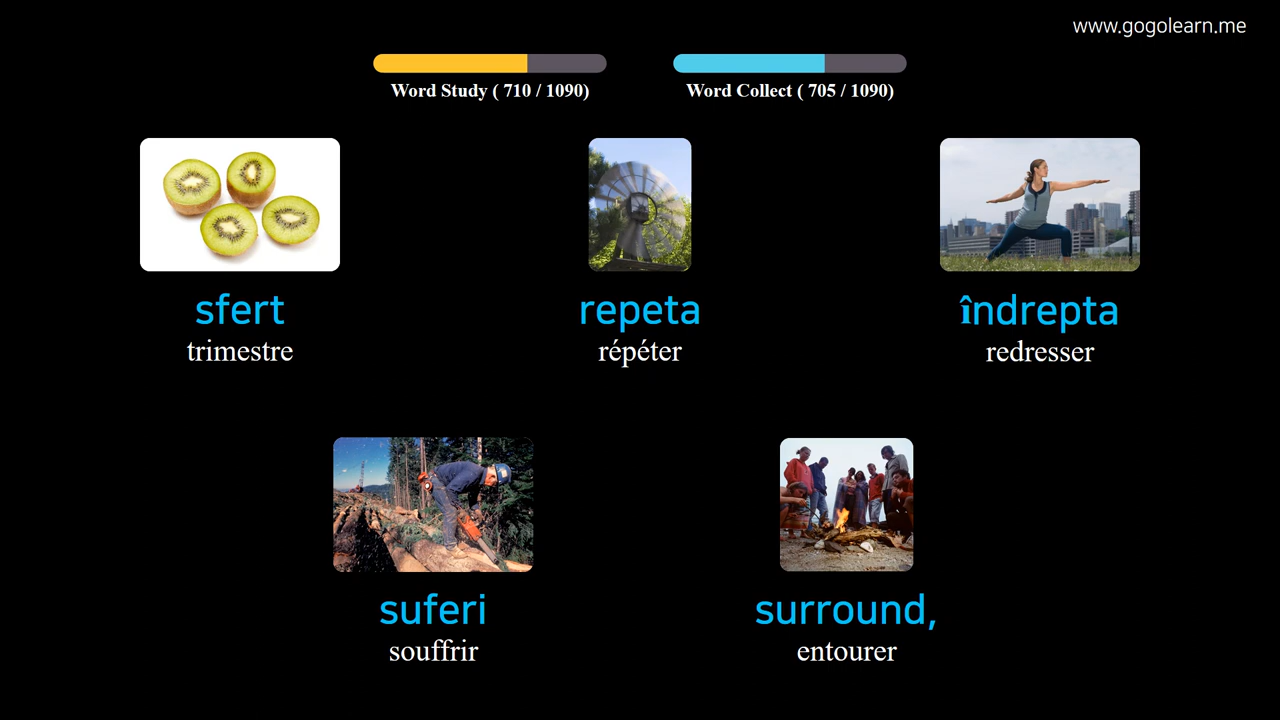 www.gogolearn.me
Word Study ( 710 / 1090)
Word Collect ( 705 / 1090)
sfert
trimestre
repeta
répéter
îndrepta
redresser
suferi
souffrir
surround,
entourer